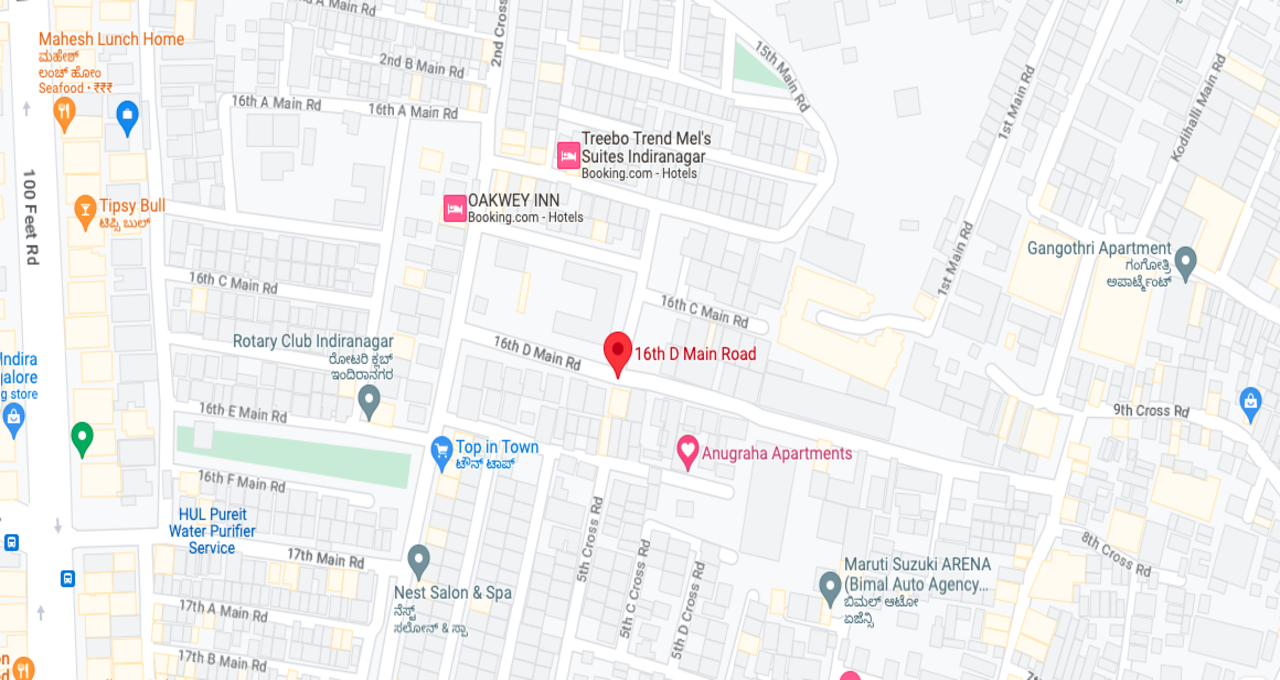 A Main Rd
2nd Cross
Mahesh Lunch Home
ಮಹೇಶ್
ಲಂಚ್ ಹೋಂ
Seafood • ₹₹₹
2nd B Main Rd
15th Main Rd
1st Main Rd
Kodihalli Main Rd
16th A Main Rd
16th A Main Rd
Treebo Trend Mel's
Suites Indiranagar
Booking.com - Hotels
100 Feet Rd
Tipsy Bull
ಟಿಪ್ಸಿ ಬುಲ್
OAKWEY INN
Booking.com - Hotels
1st Main Rd
Gangothri Apartment
ಗಂಗೋತ್ರಿ
ಅಪಾರ್ಟ್ಮೆಂಟ್
16th C Main Rd
16th C Main Rd
Rotary Club Indiranagar
ರೋಟರಿ ಕ್ಲಬ್
ಇಂದಿರಾನಗರ
16th D Main Rd
16th D Main Road
g store
16th E Main Rd
9th Cross Rd
Top in Town
ಟೌನ್ ಟಾಪ್
Anugraha Apartments
16th F Main Rd
HUL Pureit
Water Purifier
Service
17th Main Rd
5th Cross Rd
5th C Cross Rd
5th D Cross Rd
8th Cross Rd
Nest Salon & Spa
ನೆಸ್ಟ್
ಸಲೋನ್ & ಸ್ಪಾ
Maruti Suzuki ARENA
(Bimal Auto Agency...
ಬಿಮಲ್ ಆಟೋ
ಏಜೆನ್ಸಿ
17th A Main Rd
17th B Main Rd